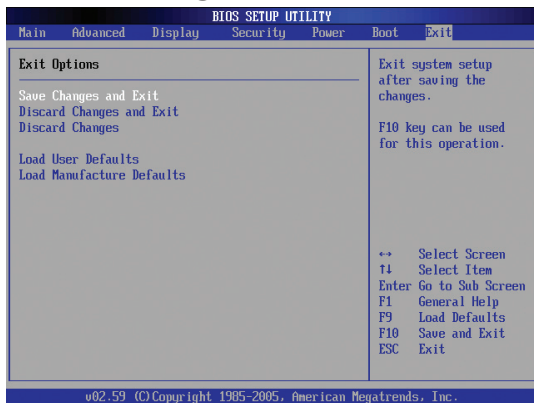 BIOS SETUP UTILITY
Main Advanced Display Security Power Boot Exit
Exit Options
Save Changes and Exit
Discard Changes and Exit
Discard Changes
Load User Defaults
Load Manufacture Defaults
Exit system setup
after saving the
changes.
F10 key can be used
for this operation.
↔ Select Screen
↑↓ Select Item
Enter Go to Sub Screen
F1 General Help
F9 Load Defaults
F10 Save and Exit
ESC Exit
v02.59 (C)Copyright 1985-2005, American Megatrends, Inc.